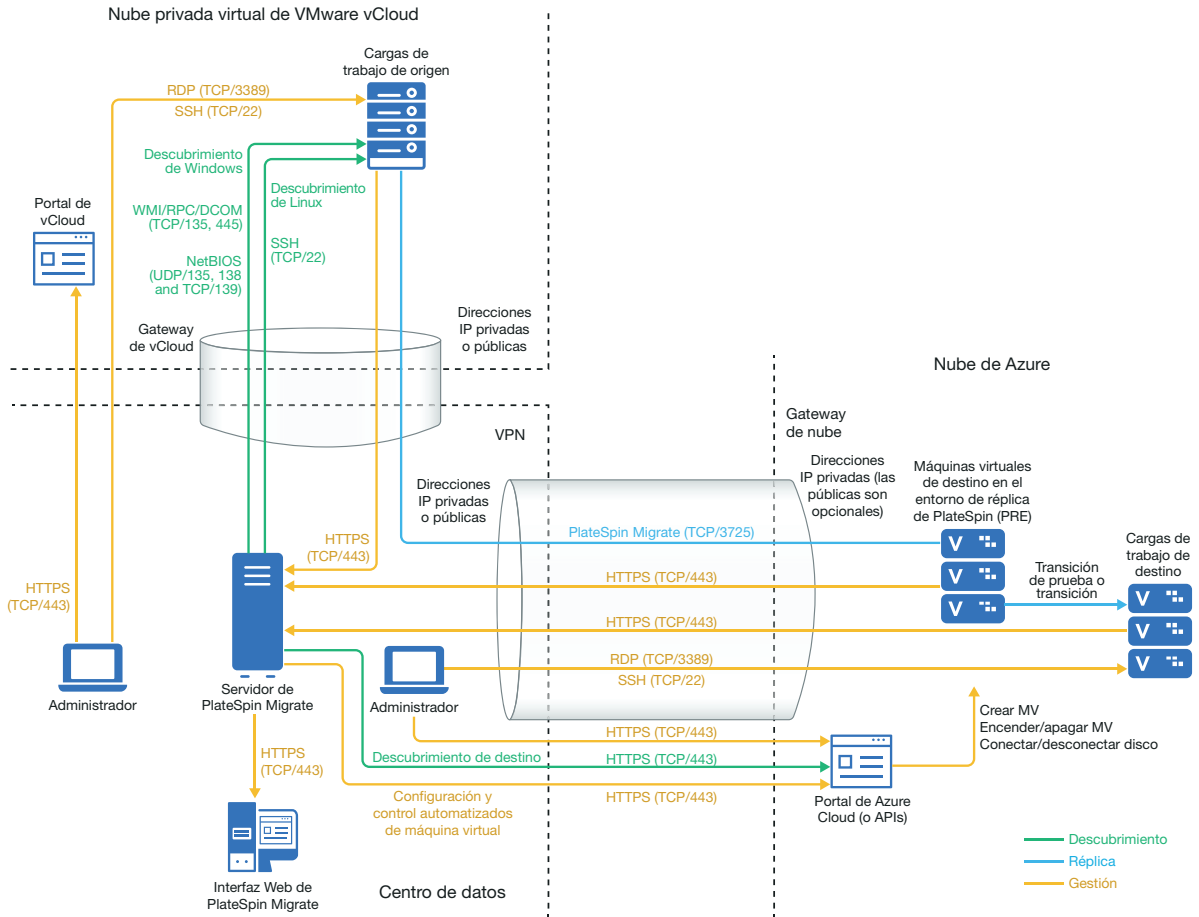 Nube privada virtual de VMware vCloud
Cargas de
trabajo de origen
RDP (TCP/3389)
SSH (TCP/22)
Descubrimiento
de Windows
Descubrimiento
de Linux
Portal de
vCloud
WMI/RPC/DCOM
(TCP/135, 445)
SSH
(TCP/22)
NetBIOS
(UDP/135, 138
and TCP/139)
Gateway
de vCloud
Direcciones
IP privadas
o públicas
Nube de Azure
VPN
Gateway
de nube
Direcciones
IP privadas
o públicas
Direcciones
IP privadas (las
públicas son
opcionales)
Máquinas virtuales
de destino en el
entorno de réplica
de PlateSpin (PRE)
PlateSpin Migrate (TCP/3725)
V
V
V
Cargas de
trabajo de
destino
HTTPS
(TCP/443)
HTTPS (TCP/443)
Transición
de prueba o
transición
V
V
V
HTTPS
(TCP/443)
HTTPS (TCP/443)
RDP (TCP/3389)
SSH (TCP/22)
Administrador
Servidor de
PlateSpin Migrate
Administrador
Crear MV
Encender/apagar MV
Conectar/desconectar disco
HTTPS (TCP/443)
HTTPS
(TCP/443)
Descubrimiento de destino
HTTPS (TCP/443)
Configuración y
control automatizados
de máquina virtual
HTTPS (TCP/443)
Portal de Azure
Cloud (o APIs)
Interfaz Web de
PlateSpin Migrate
Centro de datos
Descubrimiento
Réplica
Gestión